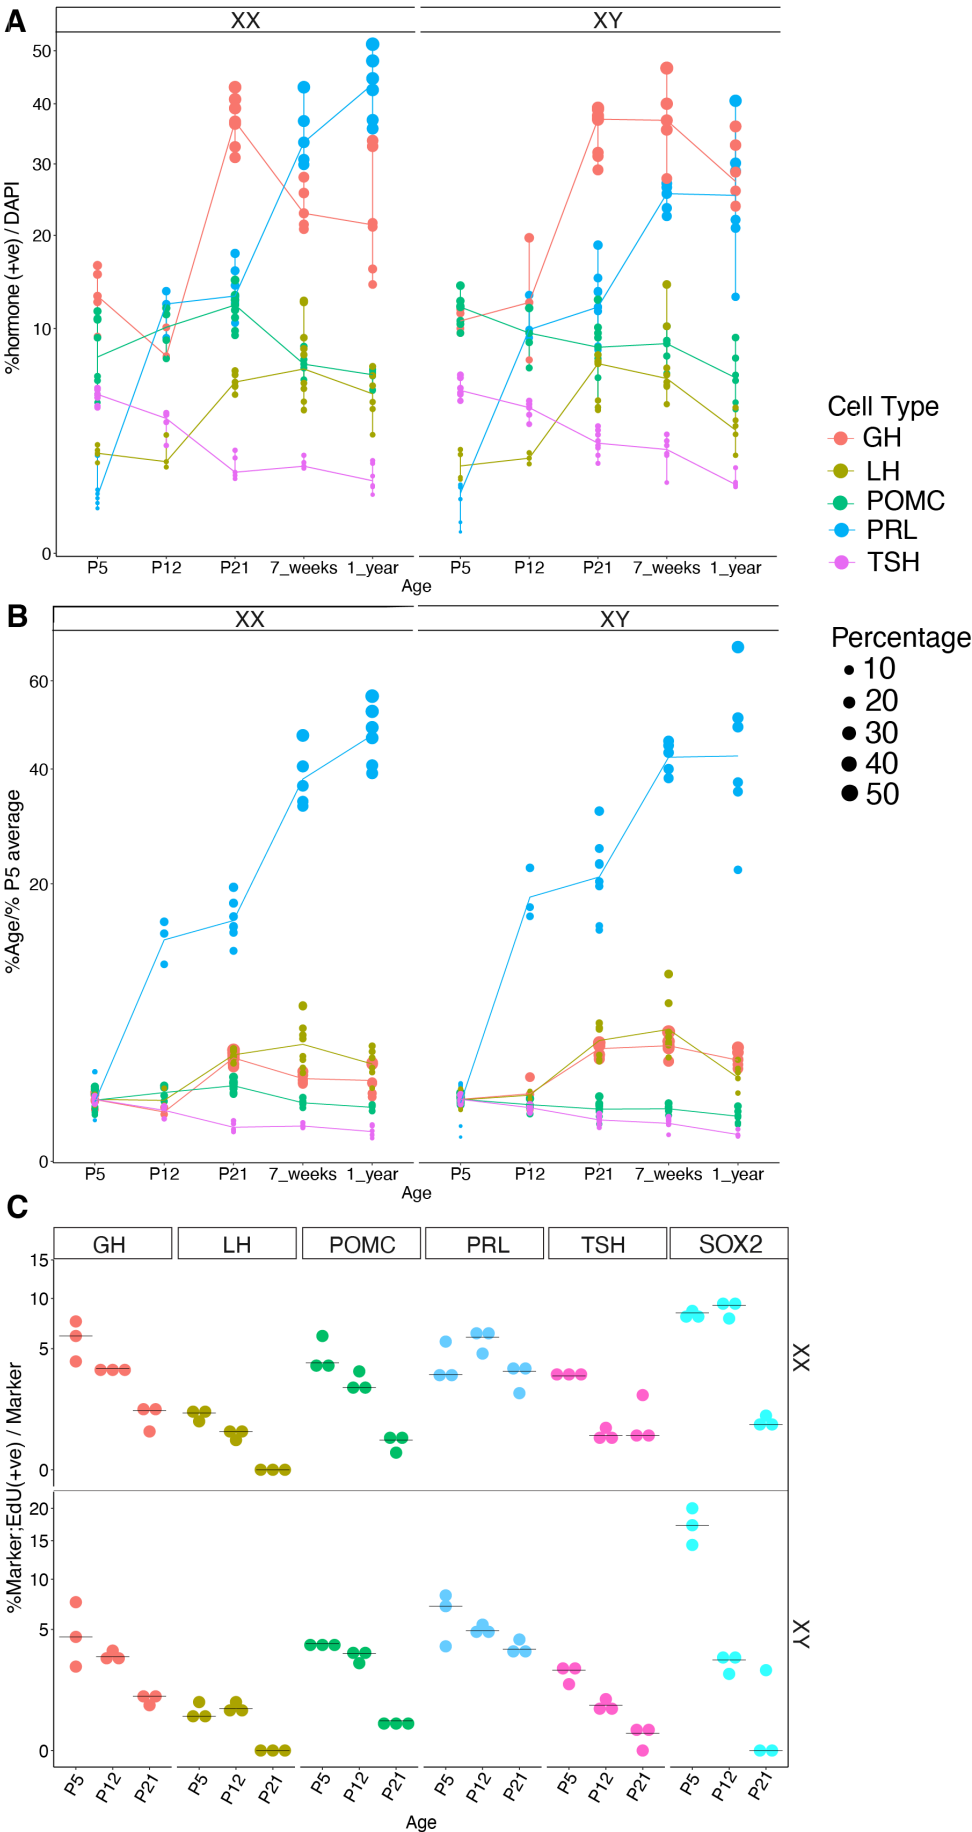 A
XX
XY
50
40
30
20
10
0
%hormone (+ve) / DAPI
P5 P12 P21 7_weeks 1_year
P5 P12 P21 7_weeks 1_year
Age
Cell Type
GH
LH
POMC
PRL
TSH
Percentage
10
20
30
40
50
B
XX
XY
60
40
20
0
%Age/% P5 average
P5 P12 P21 7_weeks 1_year
P5 P12 P21 7_weeks 1_year
Age
C
GH LH POMC PRL TSH SOX2
15
10
5
0
XX
20
15
10
5
0
XY
%Marker;EdU(+ve) / Marker
P5 P12 P21 P5 P12 P21 P5 P12 P21 P5 P12 P21 P5 P12 P21 P5 P12 P21
Age